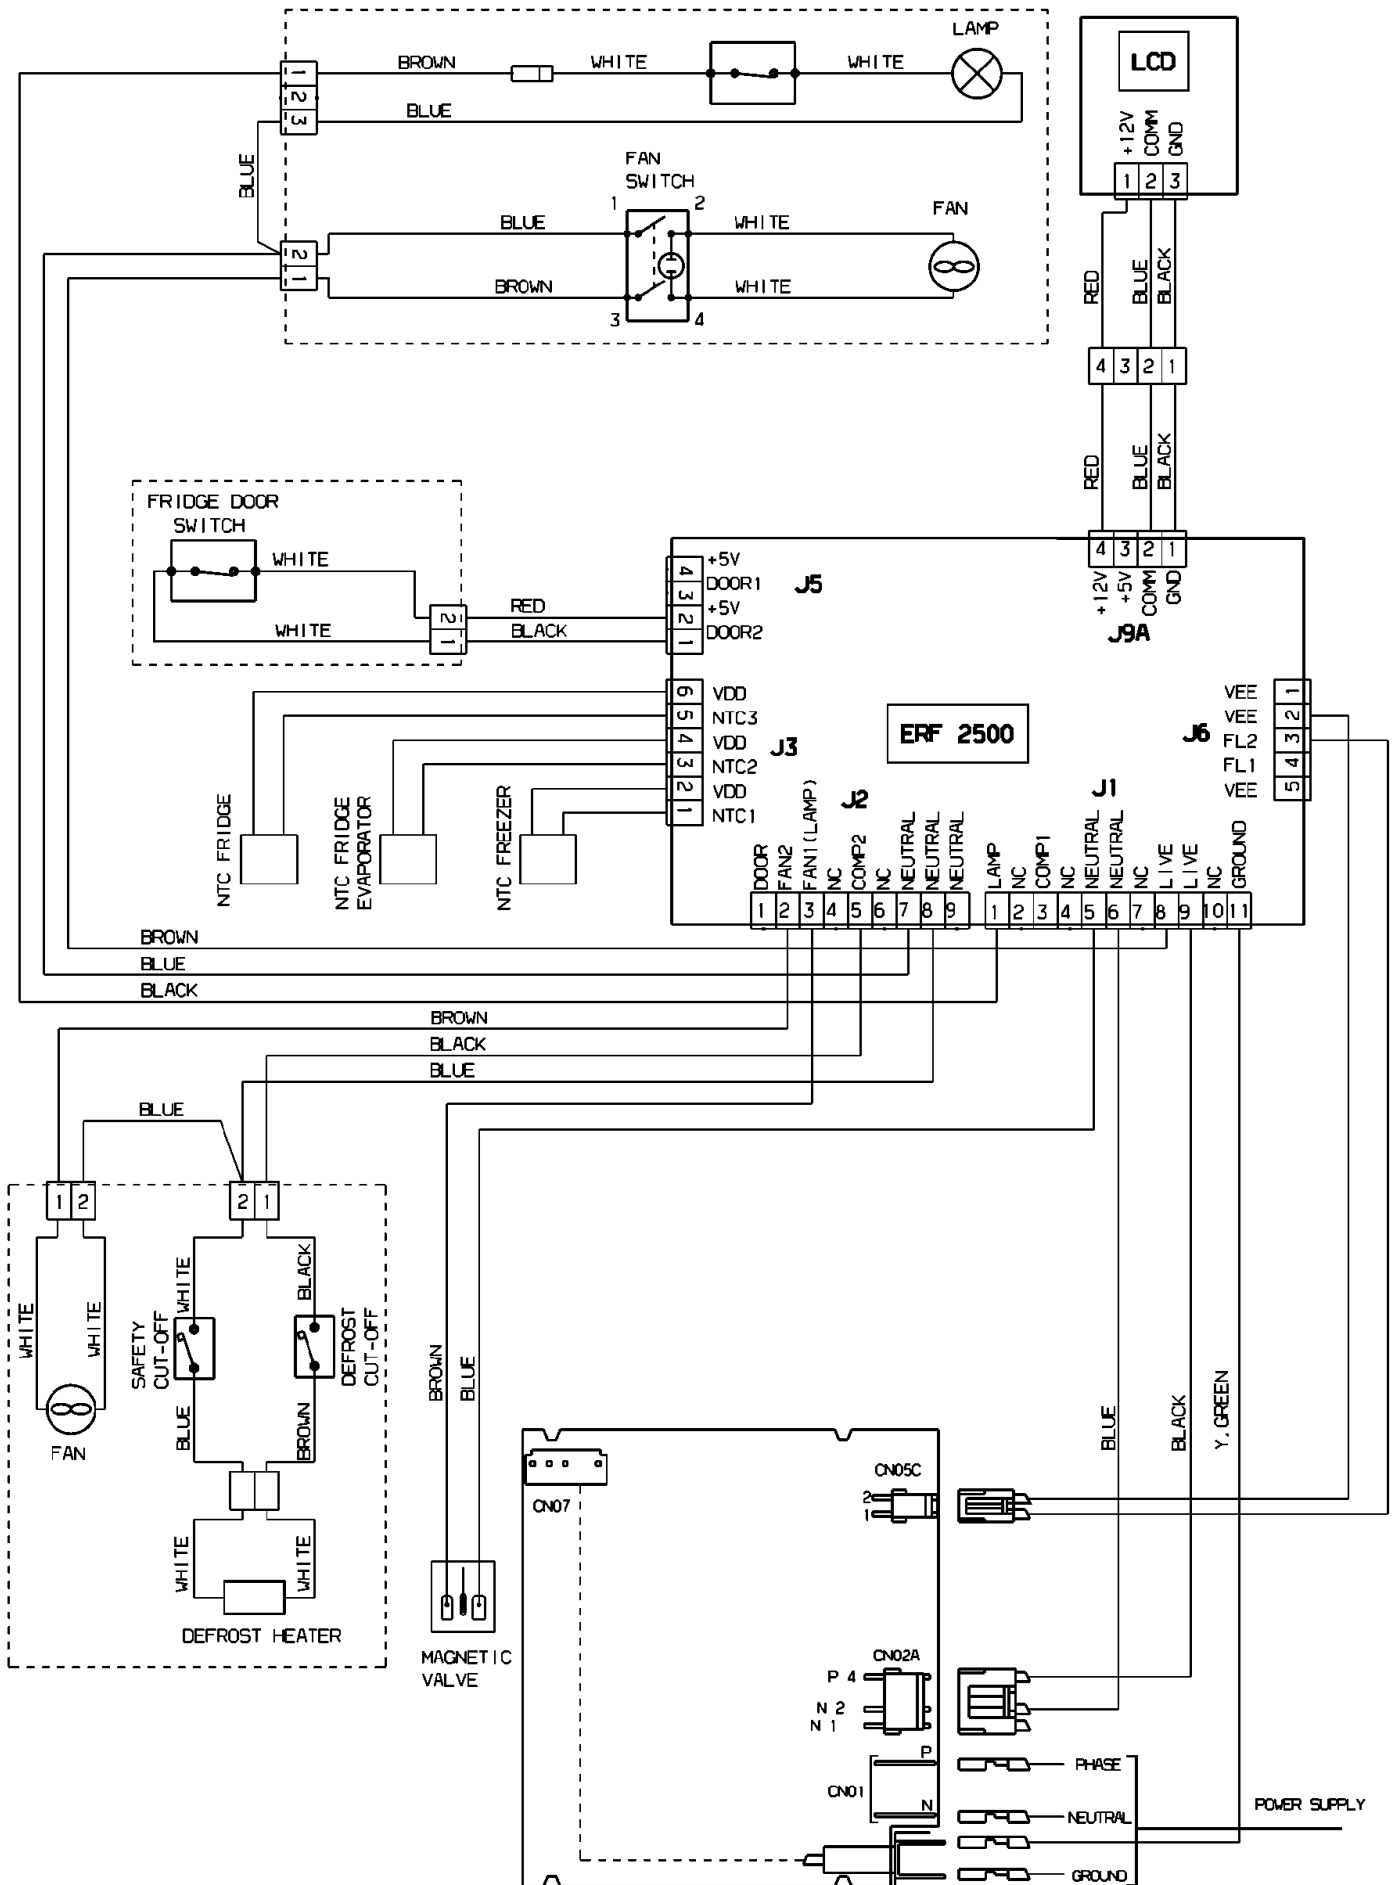 LAMP
BROWN
WHITE
WHITE
1
2
3
BLUE
BLUE
FAN
SWITCH
1
2
FAN
BLUE
WHITE
2
1
BROWN
WHITE
3
4
LCD
+12V
COMM
GND
1 2 3
RED
BLUE
BLACK
4 3 2 1
RED
BLUE
BLACK
4 3 2 1
+12V
+5V
COMM
GND
J9A
FRIDGE DOOR
SWITCH
WHITE
WHITE
2
1
RED
BLACK
4 +5V
3 DOOR1
2 +5V
1 DOOR2
J5
6 VDD
5 NTC3
4 VDD
3 NTC2
2 VDD
1 NTC1
J3
NTC FRIDGE
NTC FRIDGE
EVAPORATOR
NTC FREEZER
ERF 2500
J6
VEE 1
VEE 2
FL2 3
FL1 4
VEE 5
J2
DOOR
FAN2
FAN1(LAMP)
NC
COMP2
NC
NEUTRAL
NEUTRAL
NEUTRAL
1 2 3 4 5 6 7 8 9
J1
LAMP
NC
COMP1
NC
NEUTRAL
NEUTRAL
NC
LIVE
LIVE
NC
GROUND
1 2 3 4 5 6 7 8 9 10 11
BROWN
BLUE
BLACK
BROWN
BLACK
BLUE
BLUE
1 2
2 1
WHITE
WHITE
FAN
WHITE
BLACK
SAFETY
CUT-OFF
DEFROST
CUT-OFF
BLUE
BROWN
WHITE
WHITE
DEFROST HEATER
BROWN
BLUE
MAGNETIC
VALVE
BLUE
BLACK
Y.GREEN
CN07
CN05C
2
1
CN02A
P 4
N 2
N 1
CN01
P
N
PHASE
NEUTRAL
GROUND
POWER SUPPLY